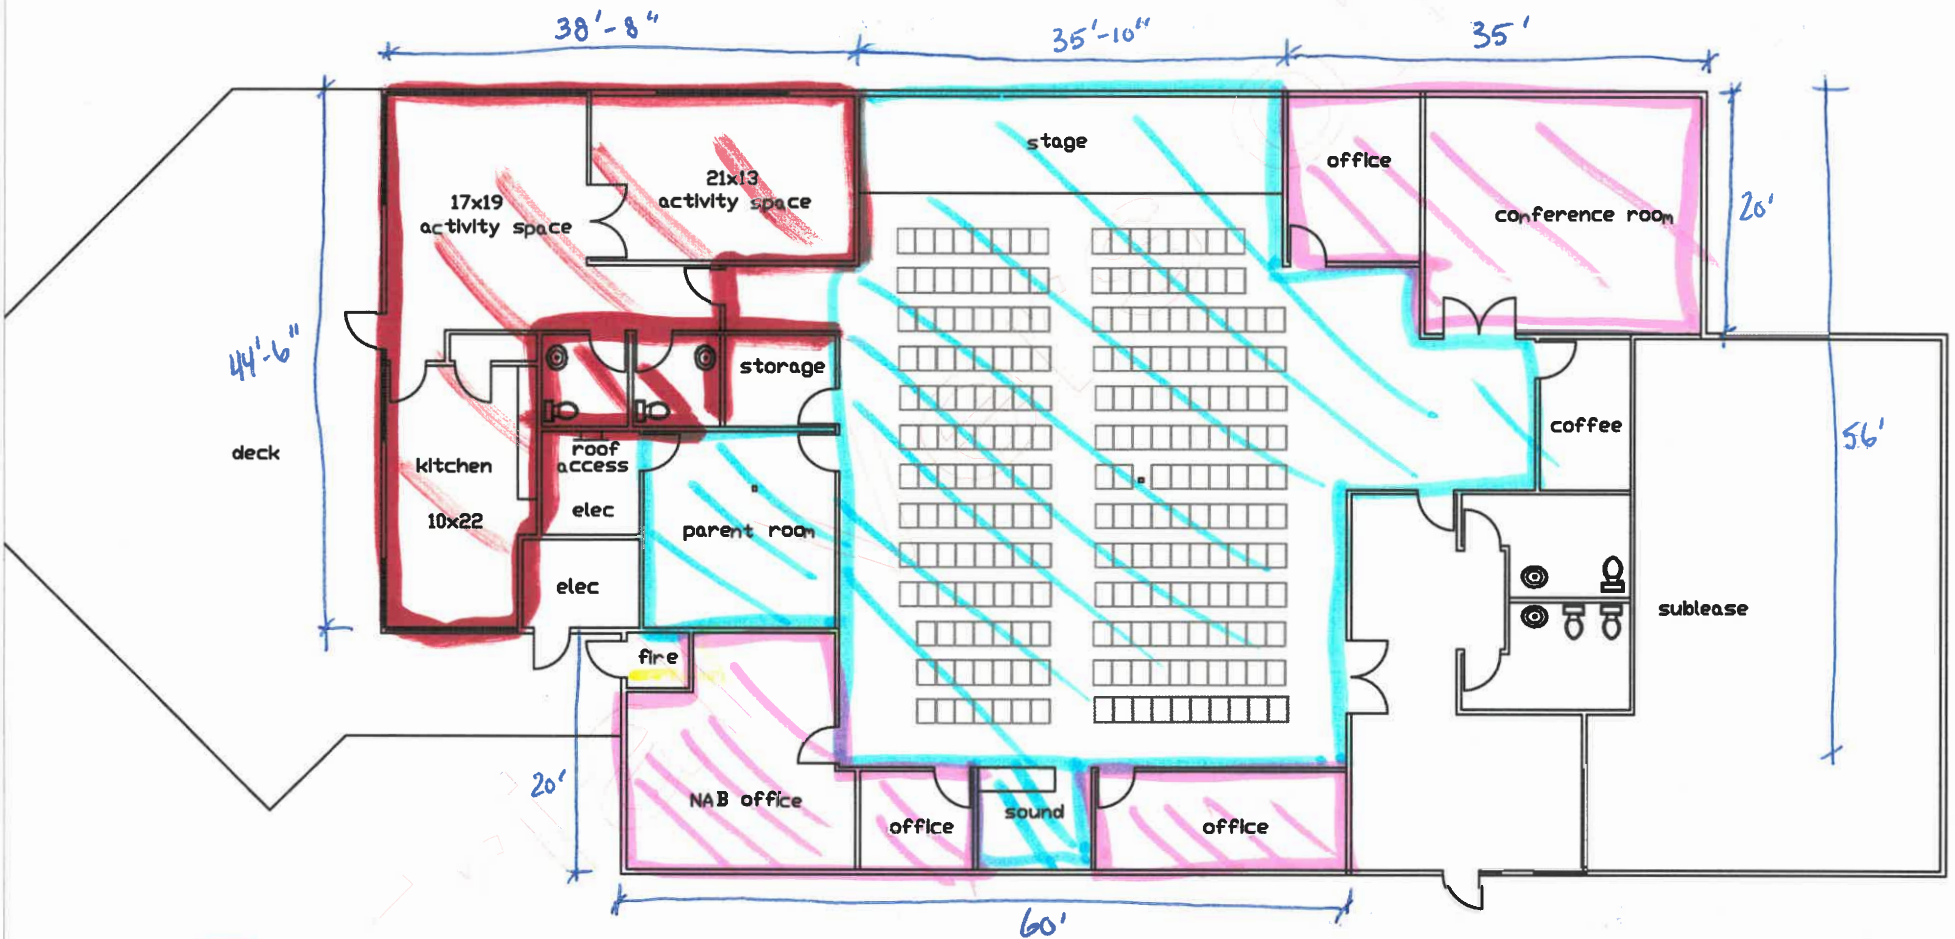 38'-8"
35'-10"
35'
stage
office
21x13
activity space
17x19
activity space
conference room
20'
44'-6"
storage
coffee
56'
deck
kitchen
roof
access
10x22
elec
parent room
elec
sublease
fire
20'
NAB office
office
sound
office
60'